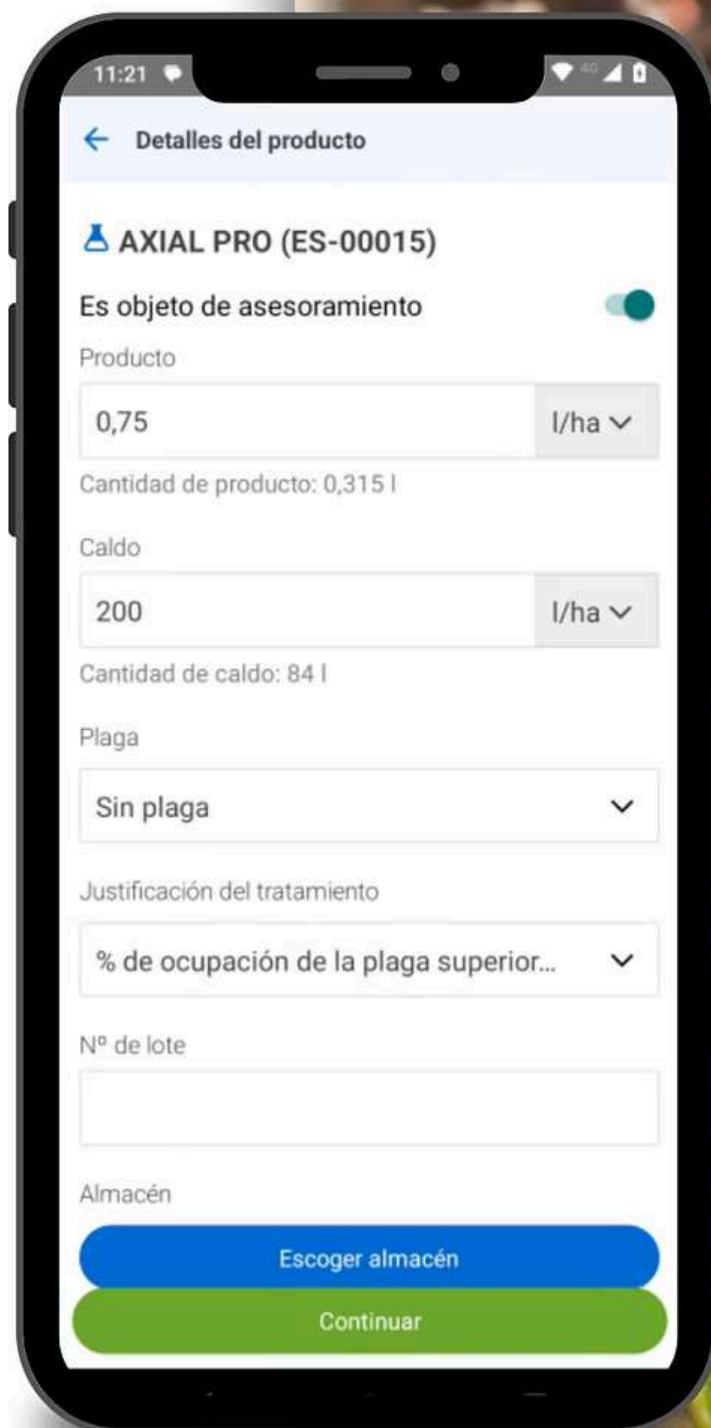 11:21
4G
Detalles del producto
AXIAL PRO (ES-00015)
Es objeto de asesoramiento
Producto
0,75
l/ha
Cantidad de producto: 0,315 l
Caldo
200
l/ha
Cantidad de caldo: 84 l
Plaga
Sin plaga
Justificación del tratamiento
% de ocupación de la plaga superior...
Nº de lote
Almacén
Escoger almacén
Continuar